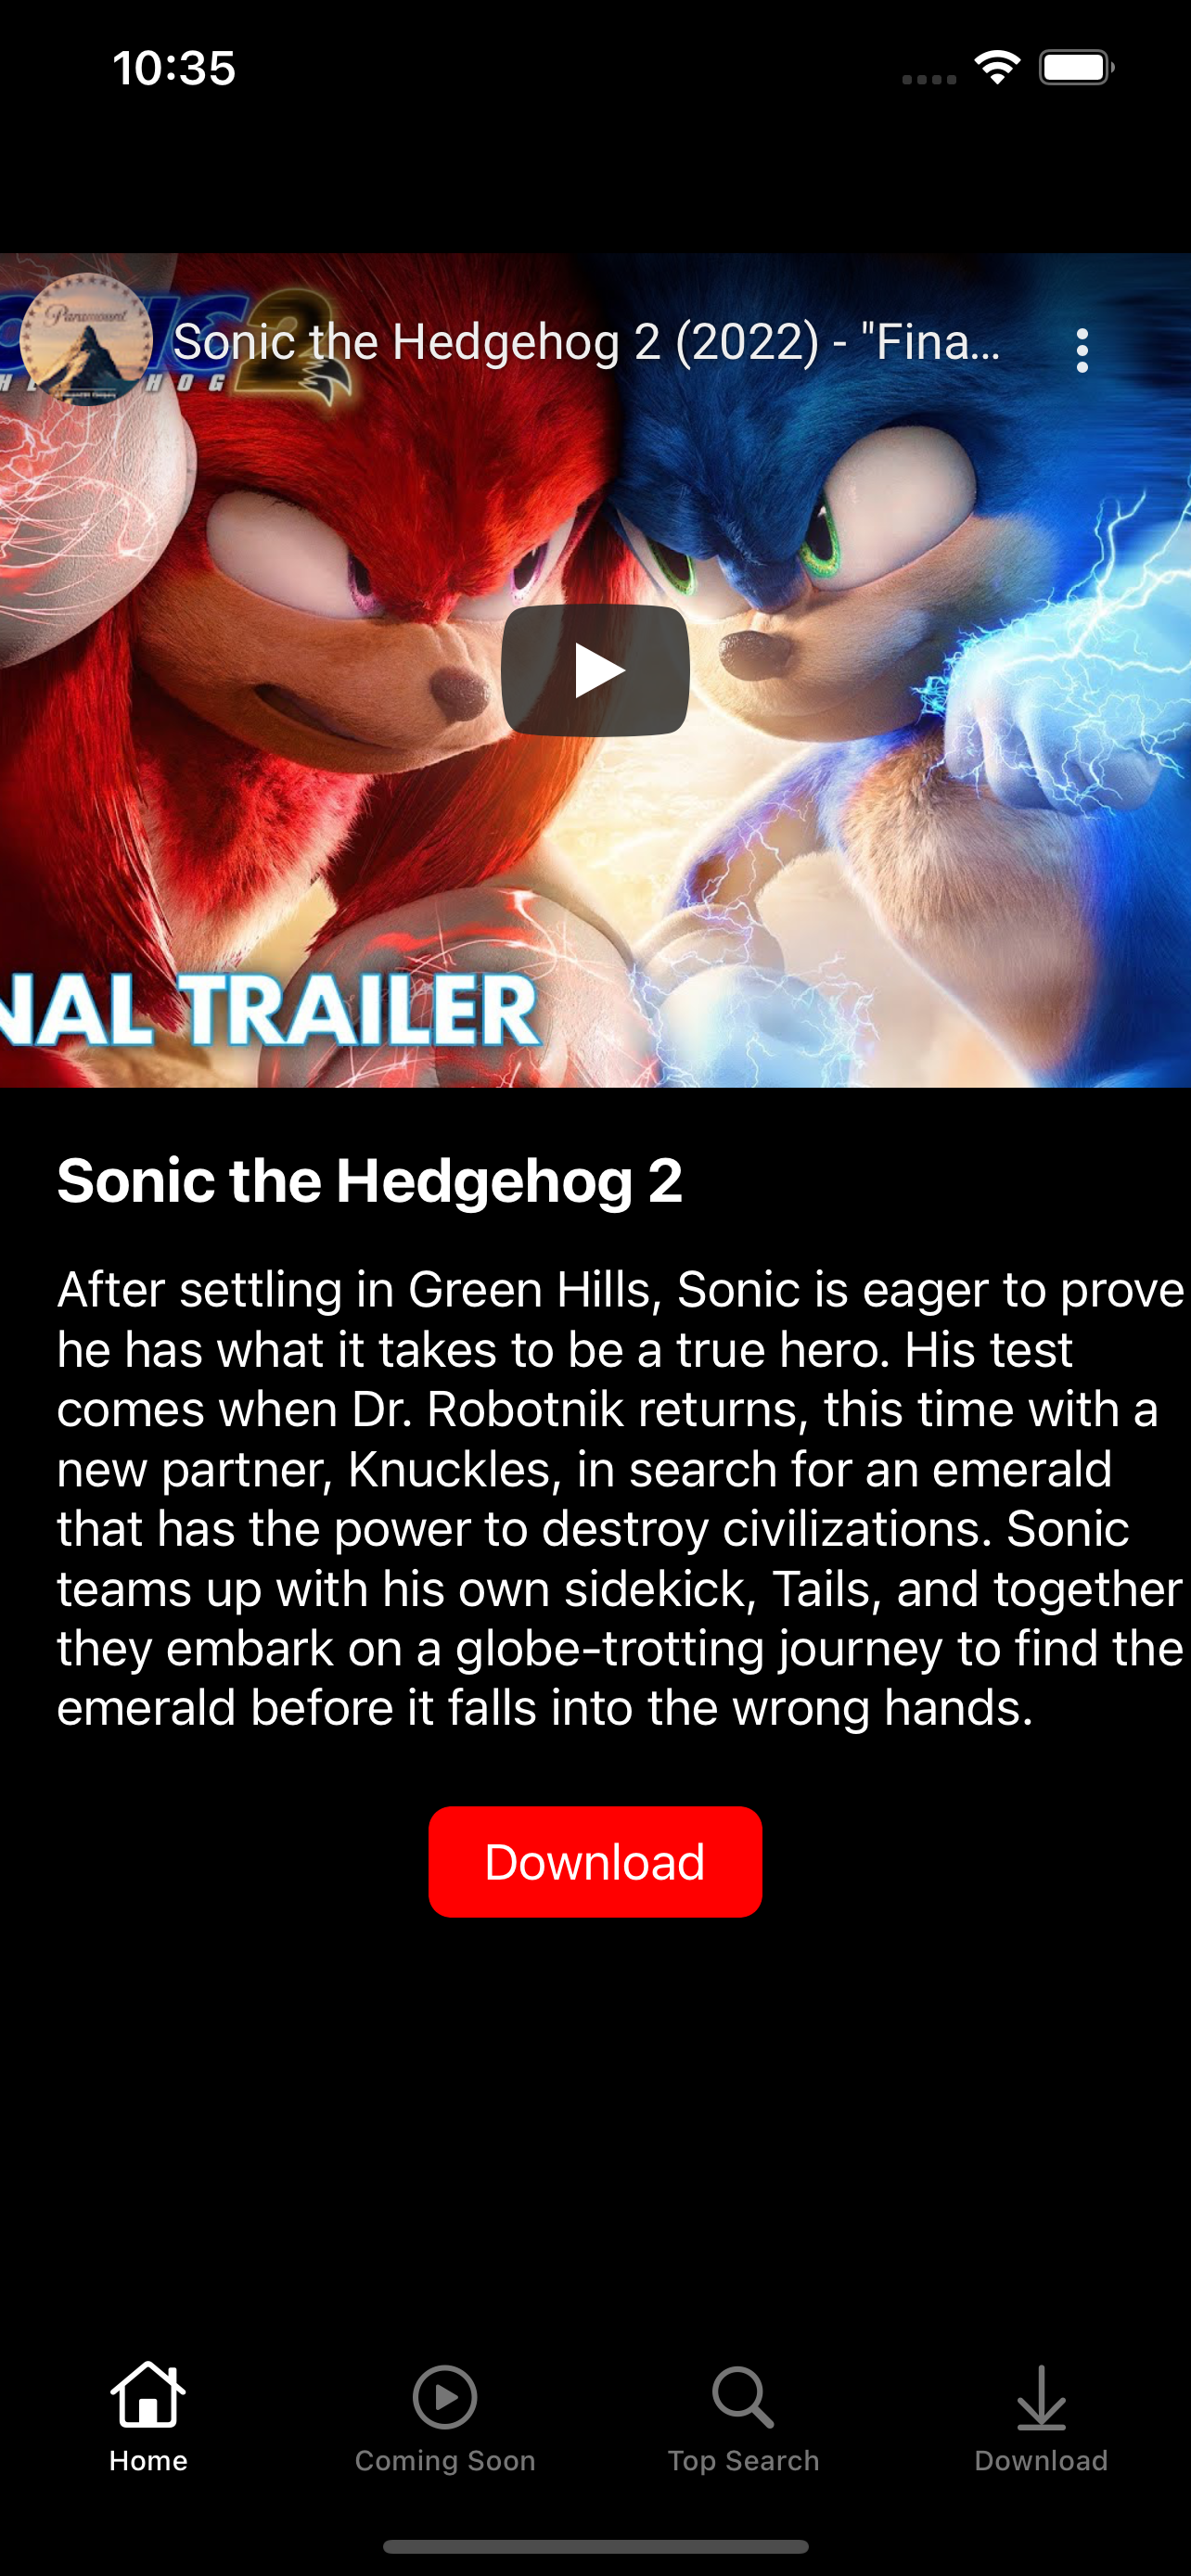 10:35
Paramount
Sonic the Hedgehog 2 (2022) - "Fina...
2
HOG
NAL TRAILER
Sonic the Hedgehog 2
After settling in Green Hills, Sonic is eager to prove
he has what it takes to be a true hero. His test
comes when Dr. Robotnik returns, this time with a
new partner, Knuckles, in search for an emerald
that has the power to destroy civilizations. Sonic
teams up with his own sidekick, Tails, and together
they embark on a globe-trotting journey to find the
emerald before it falls into the wrong hands.
Download
Home Coming Soon Top Search Download